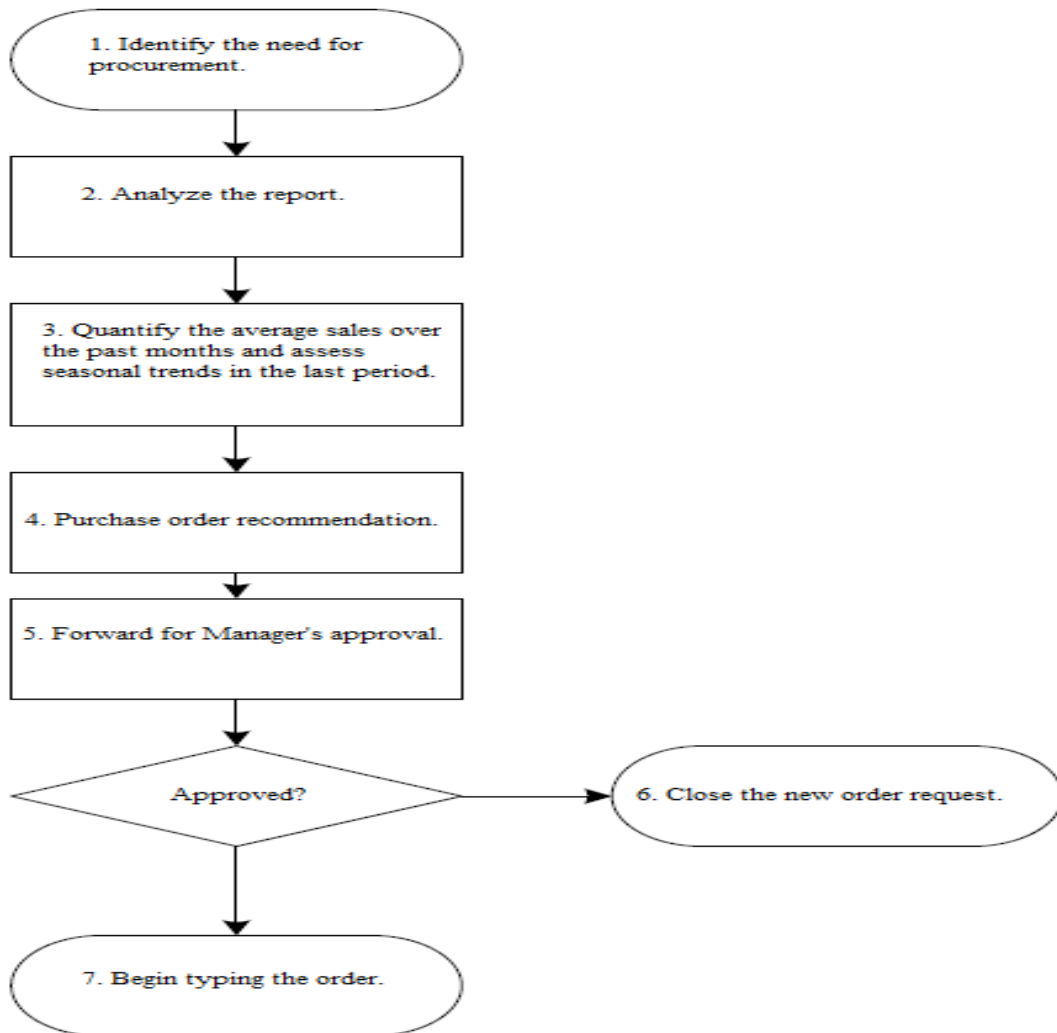 1. Identify the need for
procurement.
2. Analyze the report.
3. Quantify the average sales over
the past months and assess
seasonal trends in the last period.
4. Purchase order recommendation.
5. Forward for Manager's approval.
Approved?
6. Close the new order request.
7. Begin typing the order.